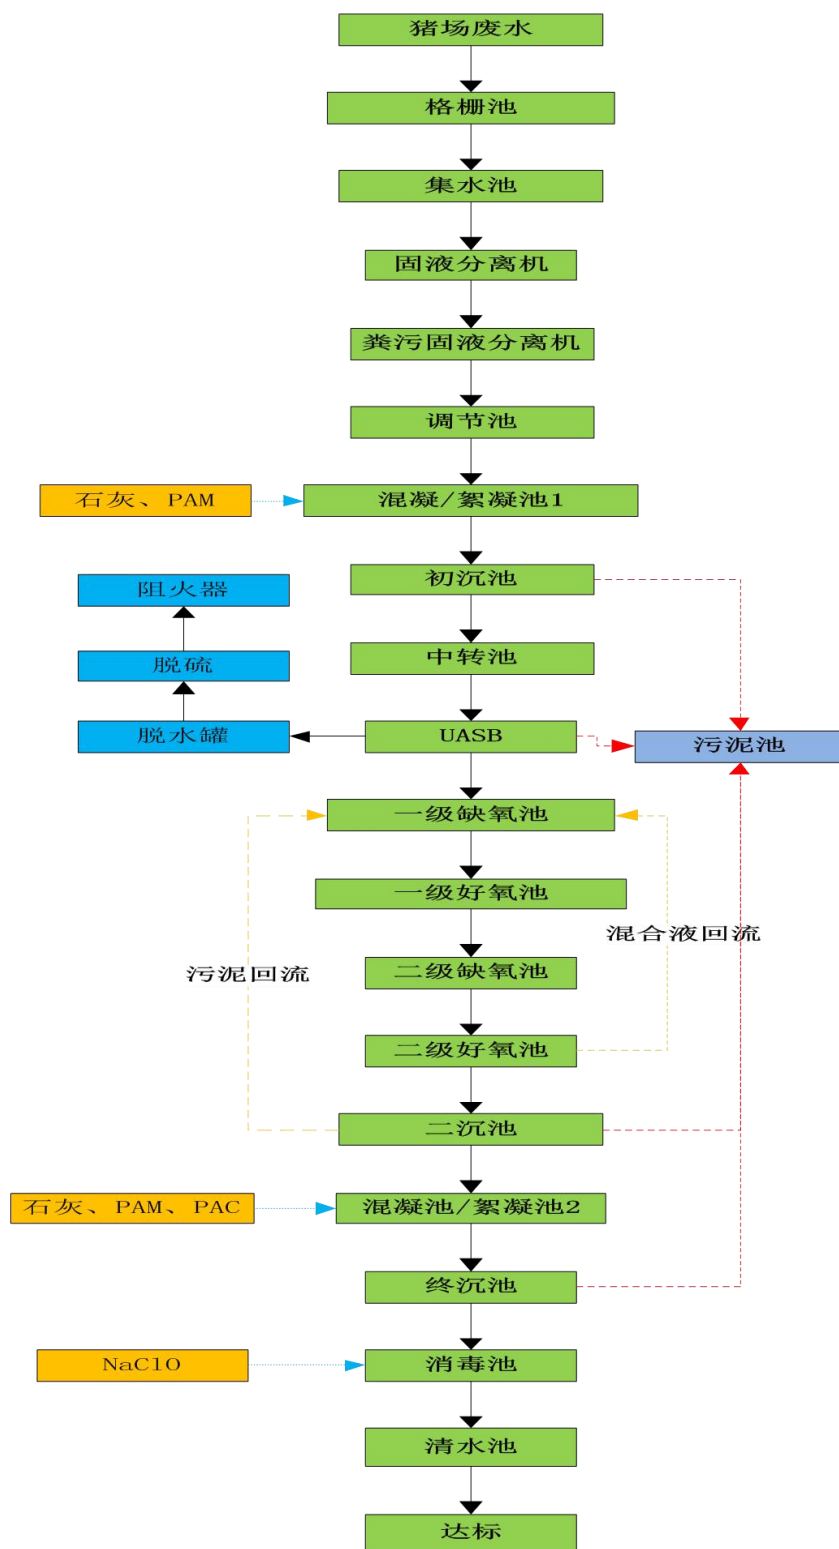 猪场废水
格栅池
集水池
固液分离机
粪污固液分离机
调节池
石灰、PAM
混凝/絮凝池1
初沉池
阻火器
中转池
脱硫
UASB
脱水罐
污泥池
一级缺氧池
一级好氧池
混合液回流
二级缺氧池
污泥回流
二级好氧池
二沉池
石灰、PAM、PAC
混凝池/絮凝池2
终沉池
NaClO
消毒池
清水池
达标